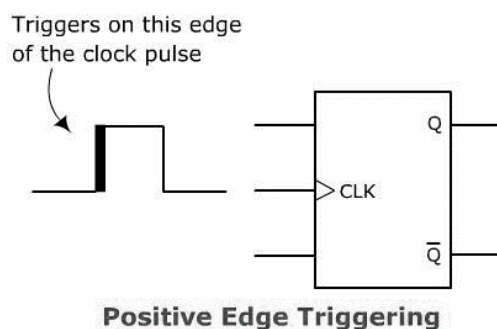 Triggers on this edge
of the clock pulse
Q
CLK
Q̅
Positive Edge Triggering